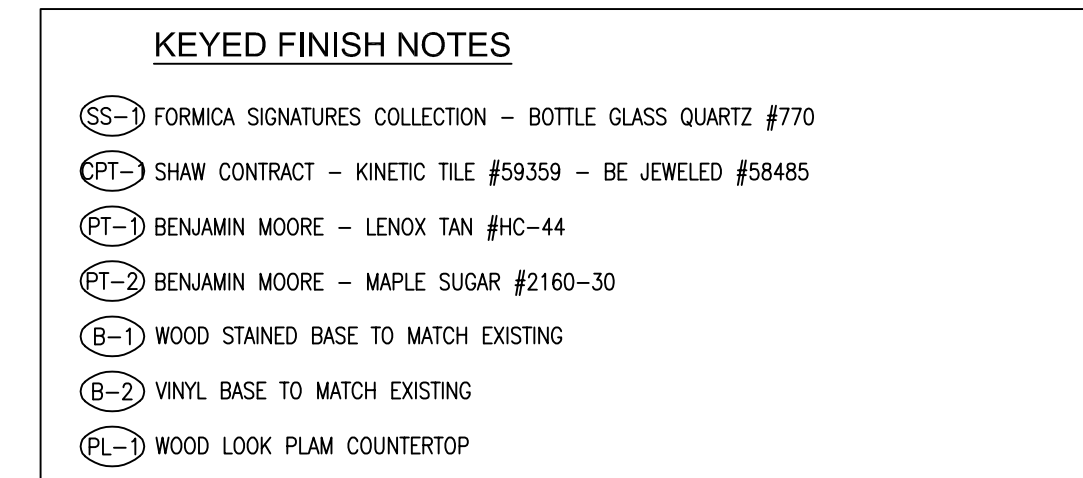 KEYED FINISH NOTES
SS-1 FORMICA SIGNATURES COLLECTION - BOTTLE GLASS QUARTZ #770
CPT-1 SHAW CONTRACT - KINETIC TILE #59359 - BE JEWELED #58485
PT-1 BENJAMIN MOORE - LENOX TAN #HC-44
PT-2 BENJAMIN MOORE - MAPLE SUGAR #2160-30
B-1 WOOD STAINED BASE TO MATCH EXISTING
B-2 VINYL BASE TO MATCH EXISTING
PL-1 WOOD LOOK PLAM COUNTERTOP